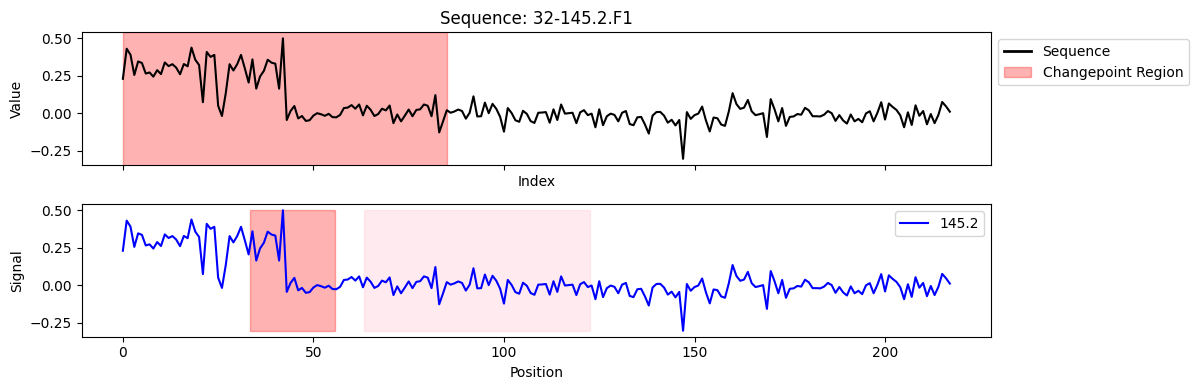 Sequence: 32-145.2.F1
0.50
0.25
0.00
−0.25
Value
Index
Sequence
Changepoint Region
0.50
0.25
0.00
−0.25
Signal
145.2
0 50 100 150 200
Position